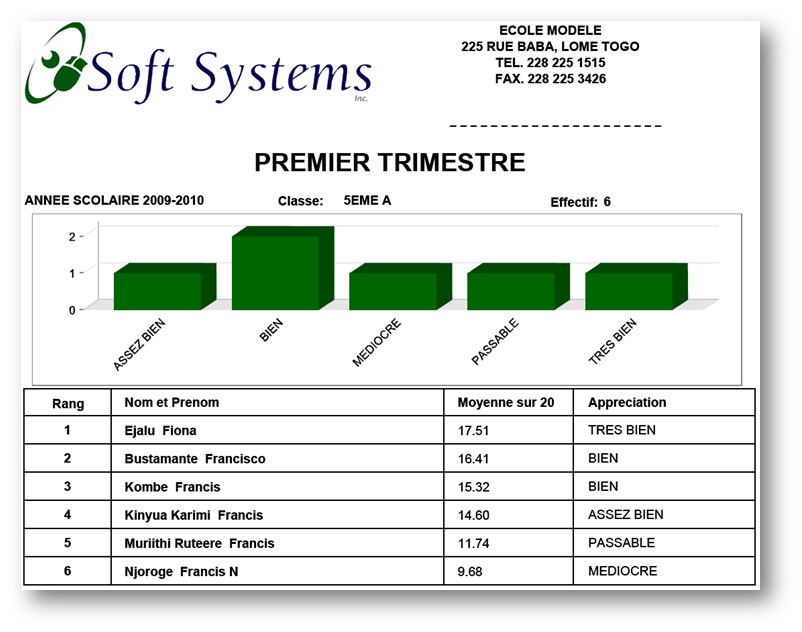 Soft Systems
Inc.
ECOLE MODELE
225 RUE BABA, LOME TOGO
TEL. 228 225 1515
FAX. 228 225 3426
PREMIER TRIMESTRE
ANNEE SCOLAIRE 2009-2010 Classe: 5EME A Effectif: 6
2
1
0
ASSEZ BIEN BIEN MEDIOCRE PASSABLE TRES BIEN
Rang Nom et Prenom Moyenne sur 20 Appreciation
1 Ejalu Fiona 17.51 TRES BIEN
2 Bustamante Francisco 16.41 BIEN
3 Kombe Francis 15.32 BIEN
4 Kinyua Karimi Francis 14.60 ASSEZ BIEN
5 Muriithi Ruteere Francis 11.74 PASSABLE
6 Njoroge Francis N 9.68 MEDIOCRE